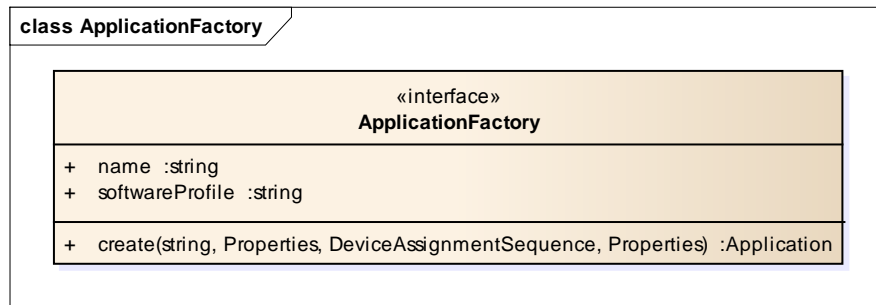 class ApplicationFactory
«interface»
ApplicationFactory
+ name :string
+ softwareProfile :string
+ create(string, Properties, DeviceAssignmentSequence, Properties) :Application